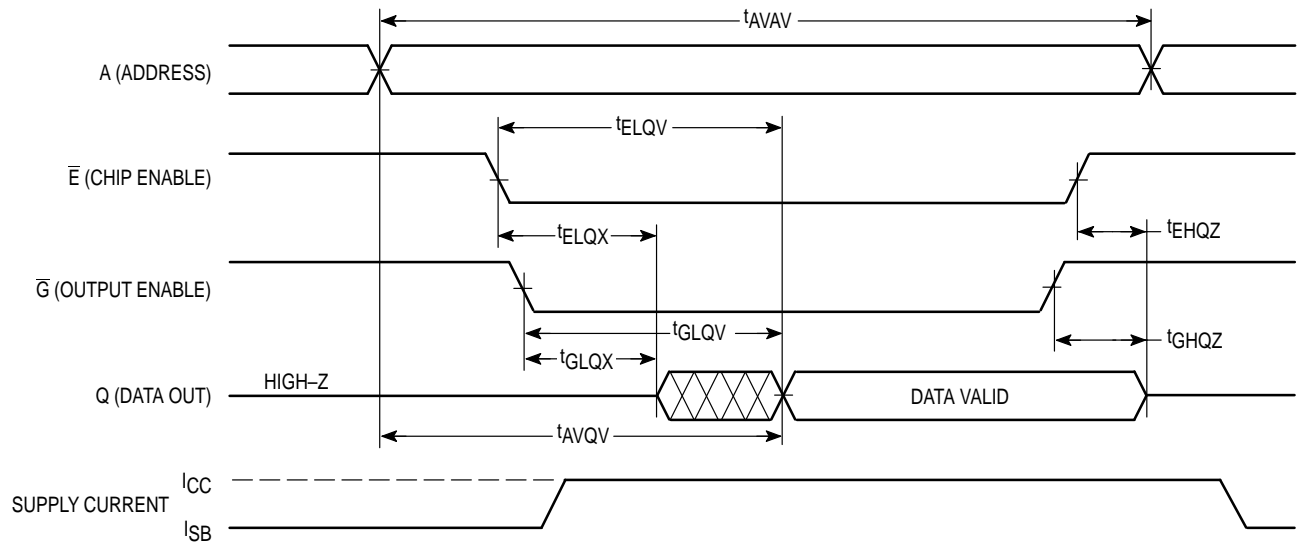 tAVAV
A (ADDRESS)
tELQV
E̅ (CHIP ENABLE)
tELQX
tEHQZ
G̅ (OUTPUT ENABLE)
tGLQV
tGHQZ
tGLQX
HIGH–Z
Q (DATA OUT)
DATA VALID
tAVQV
ICC
SUPPLY CURRENT
ISB